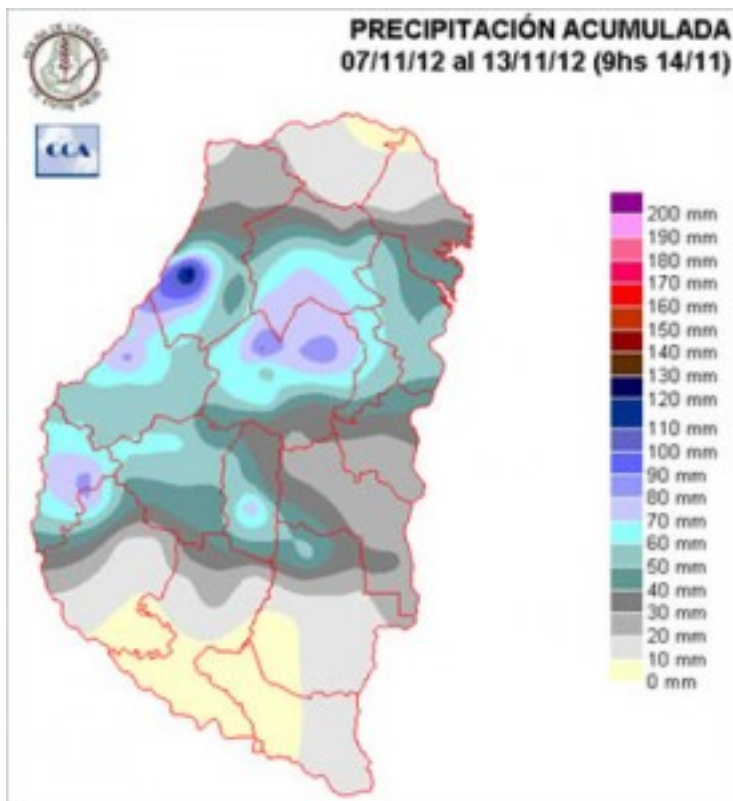 PRECIPITACIÓN ACUMULADA
07/11/12 al 13/11/12 (9hs 14/11)
CCA
200 mm
190 mm
180 mm
170 mm
160 mm
150 mm
140 mm
130 mm
120 mm
110 mm
100 mm
90 mm
80 mm
70 mm
60 mm
50 mm
40 mm
30 mm
20 mm
10 mm
0 mm